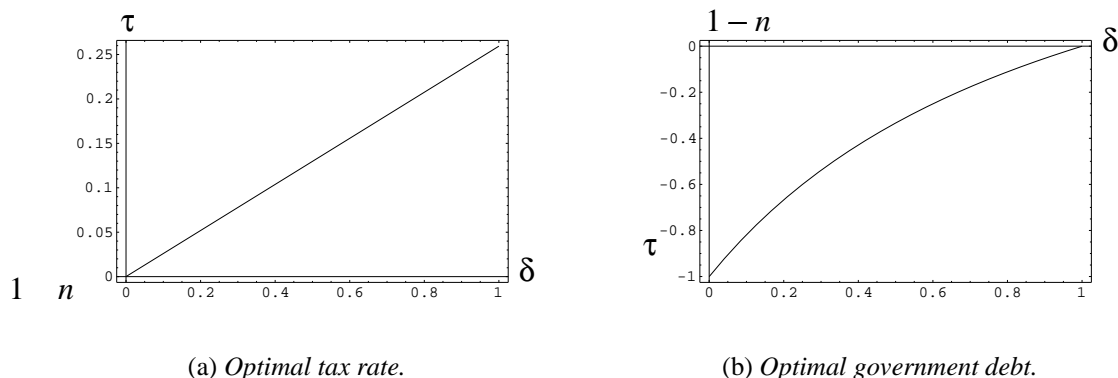 τ
0.25
0.2
0.15
0.1
0.05
0
0 0.2 0.4 0.6 0.8 1
δ
1 n
(a) Optimal tax rate.
1 − n
δ
0
-0.2
-0.4
-0.6
-0.8
-1
τ
0 0.2 0.4 0.6 0.8 1
(b) Optimal government debt.